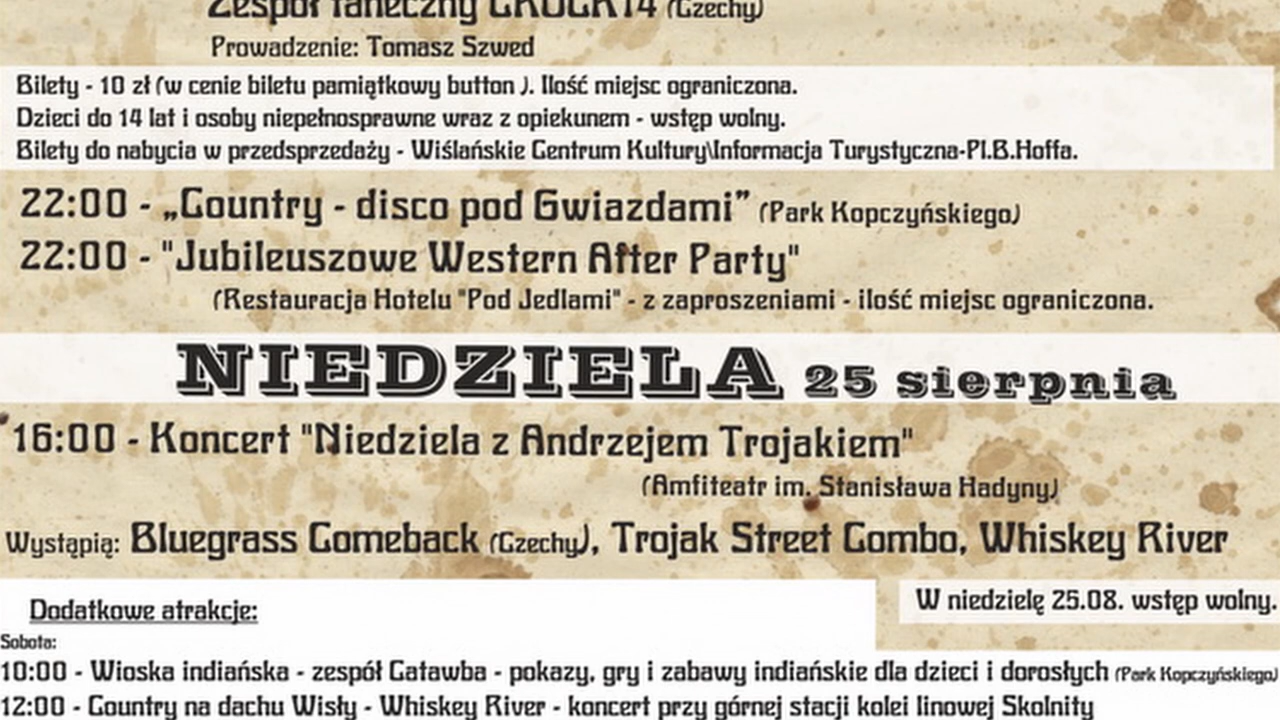 Zespół taneczny CROCK14 (Czechy)
Prowadzenie: Tomasz Szwed
Bilety - 10 zł (w cenie biletu pamiątkowy button ). Ilość miejsc ograniczona.
Dzieci do 14 lat i osoby niepełnosprawne wraz z opiekunem - wstęp wolny.
Bilety do nabycia w przedsprzedaży - Wiślańskie Centrum Kultury\Informacja Turystyczna-Pl.B.Hoffa.
22:00 - „Country - disco pod Gwiazdami” (Park Kopczyńskiego)
22:00 - "Jubileuszowe Western After Party"
(Restauracja Hotelu "Pod Jedlami" - z zaproszeniami - ilość miejsc ograniczona.
NIEDZIELA 25 sierpnia
16:00 - Koncert "Niedziela z Andrzejem Trojakiem"
(Amfiteatr im. Stanisława Hadyny)
Wystąpią: Bluegrass Comeback (Czechy), Trojak Street Combo, Whiskey River
W niedzielę 25.08. wstęp wolny.
Dodatkowe atrakcje:
Sobota:
10:00 - Wioska indiańska - zespół Catawba - pokazy, gry i zabawy indiańskie dla dzieci i dorosłych (Park Kopczyńskiego)
12:00 - Country na dachu Wisły - Whiskey River - koncert przy górnej stacji kolei linowej Skolnity